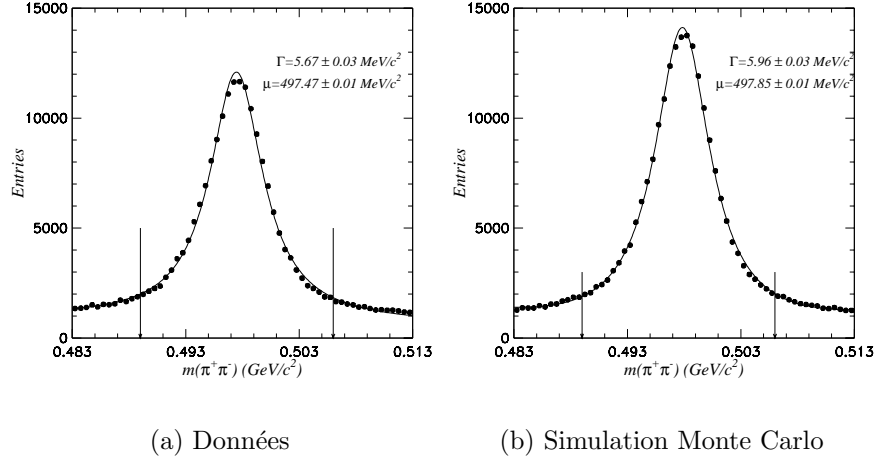 15000
10000
5000
0
Entries
Γ=5.67 ± 0.03 MeV/c²
μ=497.47 ± 0.01 MeV/c²
0.483 0.493 0.503 0.513
m(π⁺π⁻) (GeV/c²)
(a) Données
15000
10000
5000
0
Entries
Γ=5.96 ± 0.03 MeV/c²
μ=497.85 ± 0.01 MeV/c²
0.483 0.493 0.503 0.513
m(π⁺π⁻) (GeV/c²)
(b) Simulation Monte Carlo